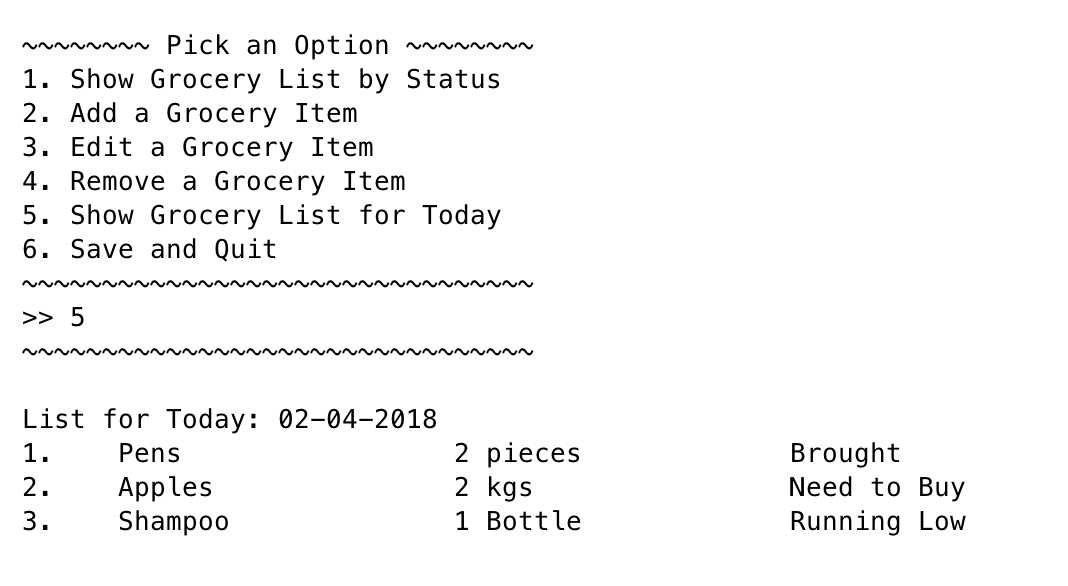 ~~~~~~~~ Pick an Option ~~~~~~~~
1. Show Grocery List by Status
2. Add a Grocery Item
3. Edit a Grocery Item
4. Remove a Grocery Item
5. Show Grocery List for Today
6. Save and Quit
~~~~~~~~~~~~~~~~~~~~~~~~~~~~~~~~
>> 5
~~~~~~~~~~~~~~~~~~~~~~~~~~~~~~~~
List for Today: 02-04-2018
1. Pens 2 pieces Brought
2. Apples 2 kgs Need to Buy
3. Shampoo 1 Bottle Running Low